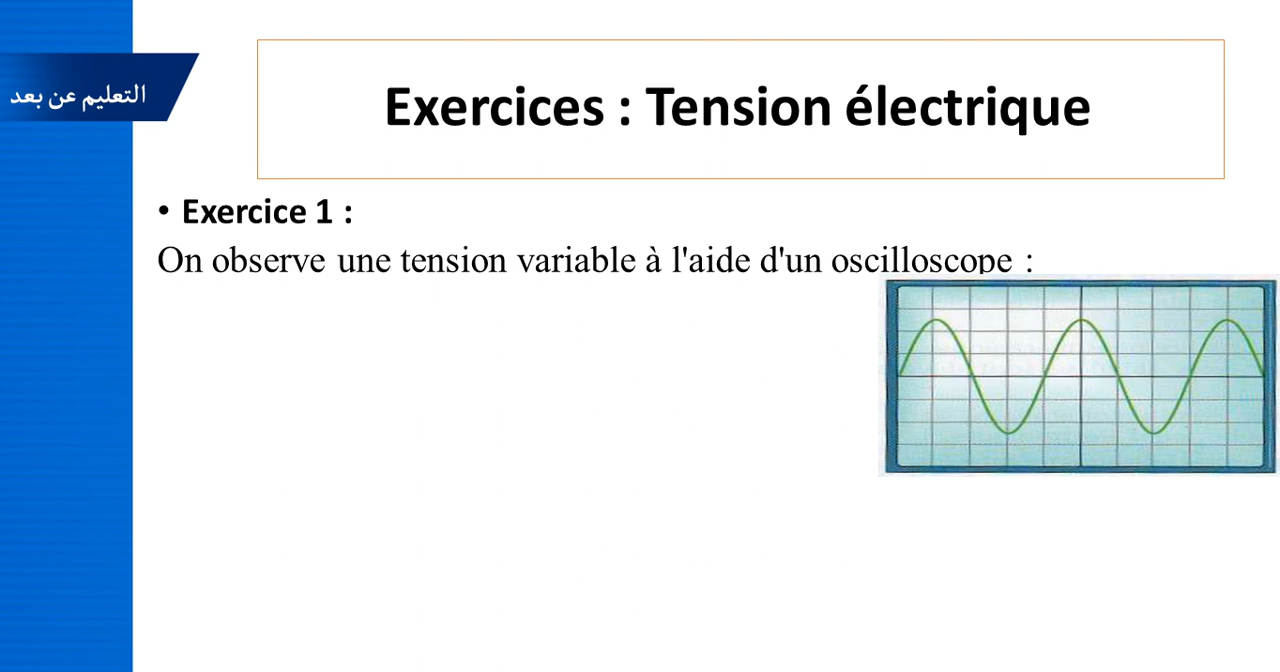 التعليم عن بعد
Exercices : Tension électrique
• Exercice 1 :
On observe une tension variable à l'aide d'un oscilloscope :